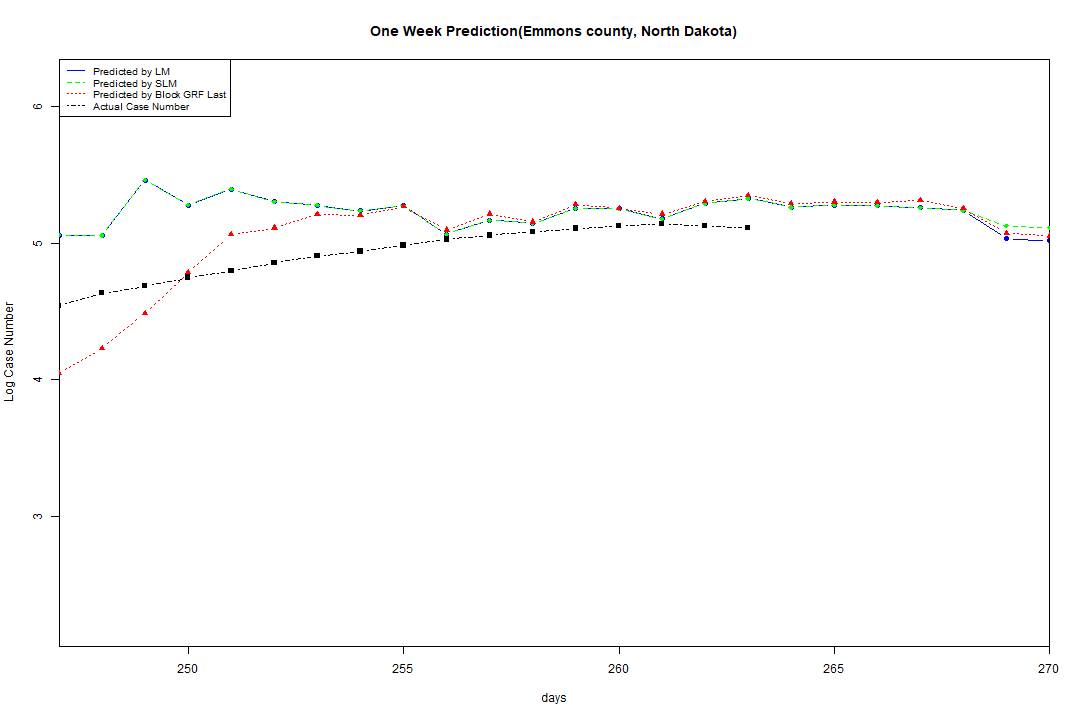 One Week Prediction(Emmons county, North Dakota)
Predicted by LM
Predicted by SLM
Predicted by Block GRF Last
Actual Case Number
6
5
4
3
Log Case Number
250 255 260 265 270
days